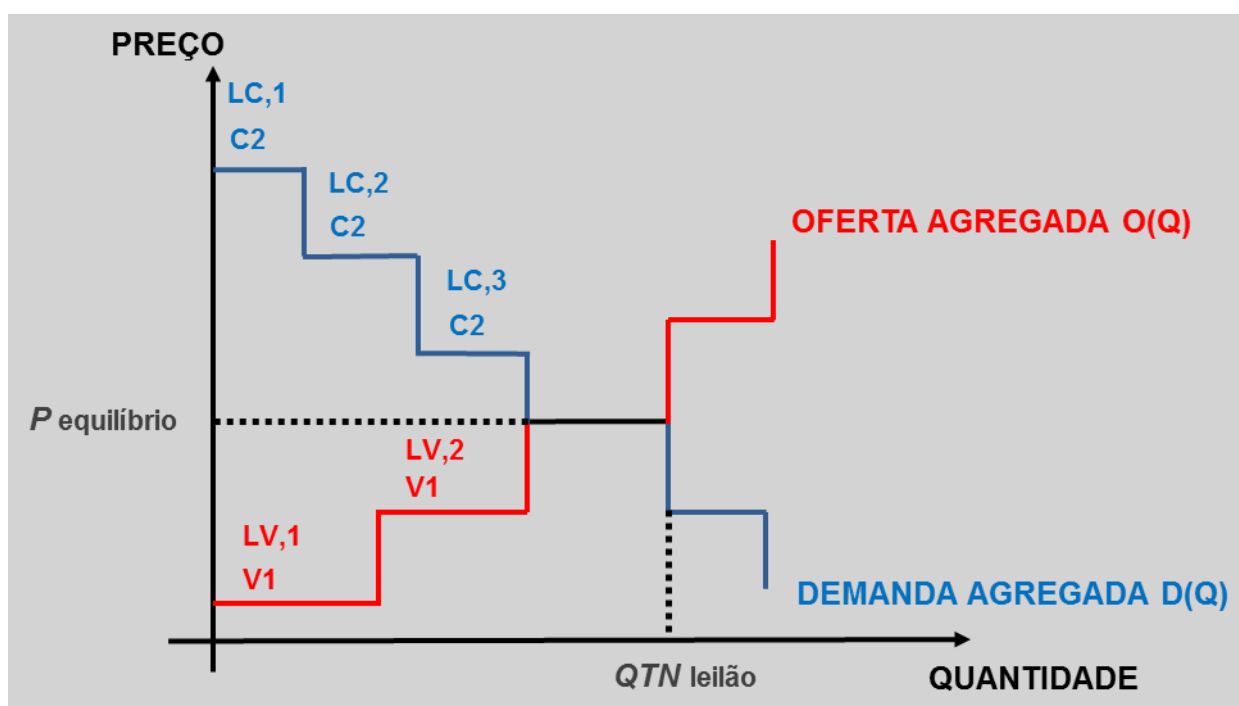 PREÇO
LC,1
C2
LC,2
C2
OFERTA AGREGADA O(Q)
LC,3
C2
P equilíbrio
LV,2
V1
LV,1
V1
DEMANDA AGREGADA D(Q)
QTN leilão
QUANTIDADE